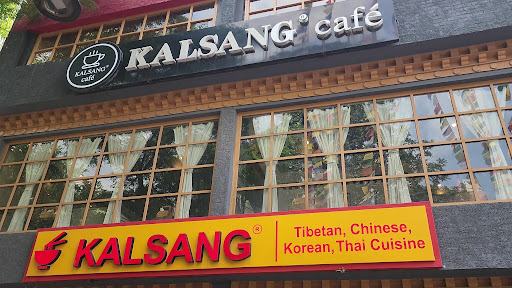 KALSANG® café
KALSANG®
café
KALSANG®
Tibetan, Chinese,
Korean, Thai Cuisine